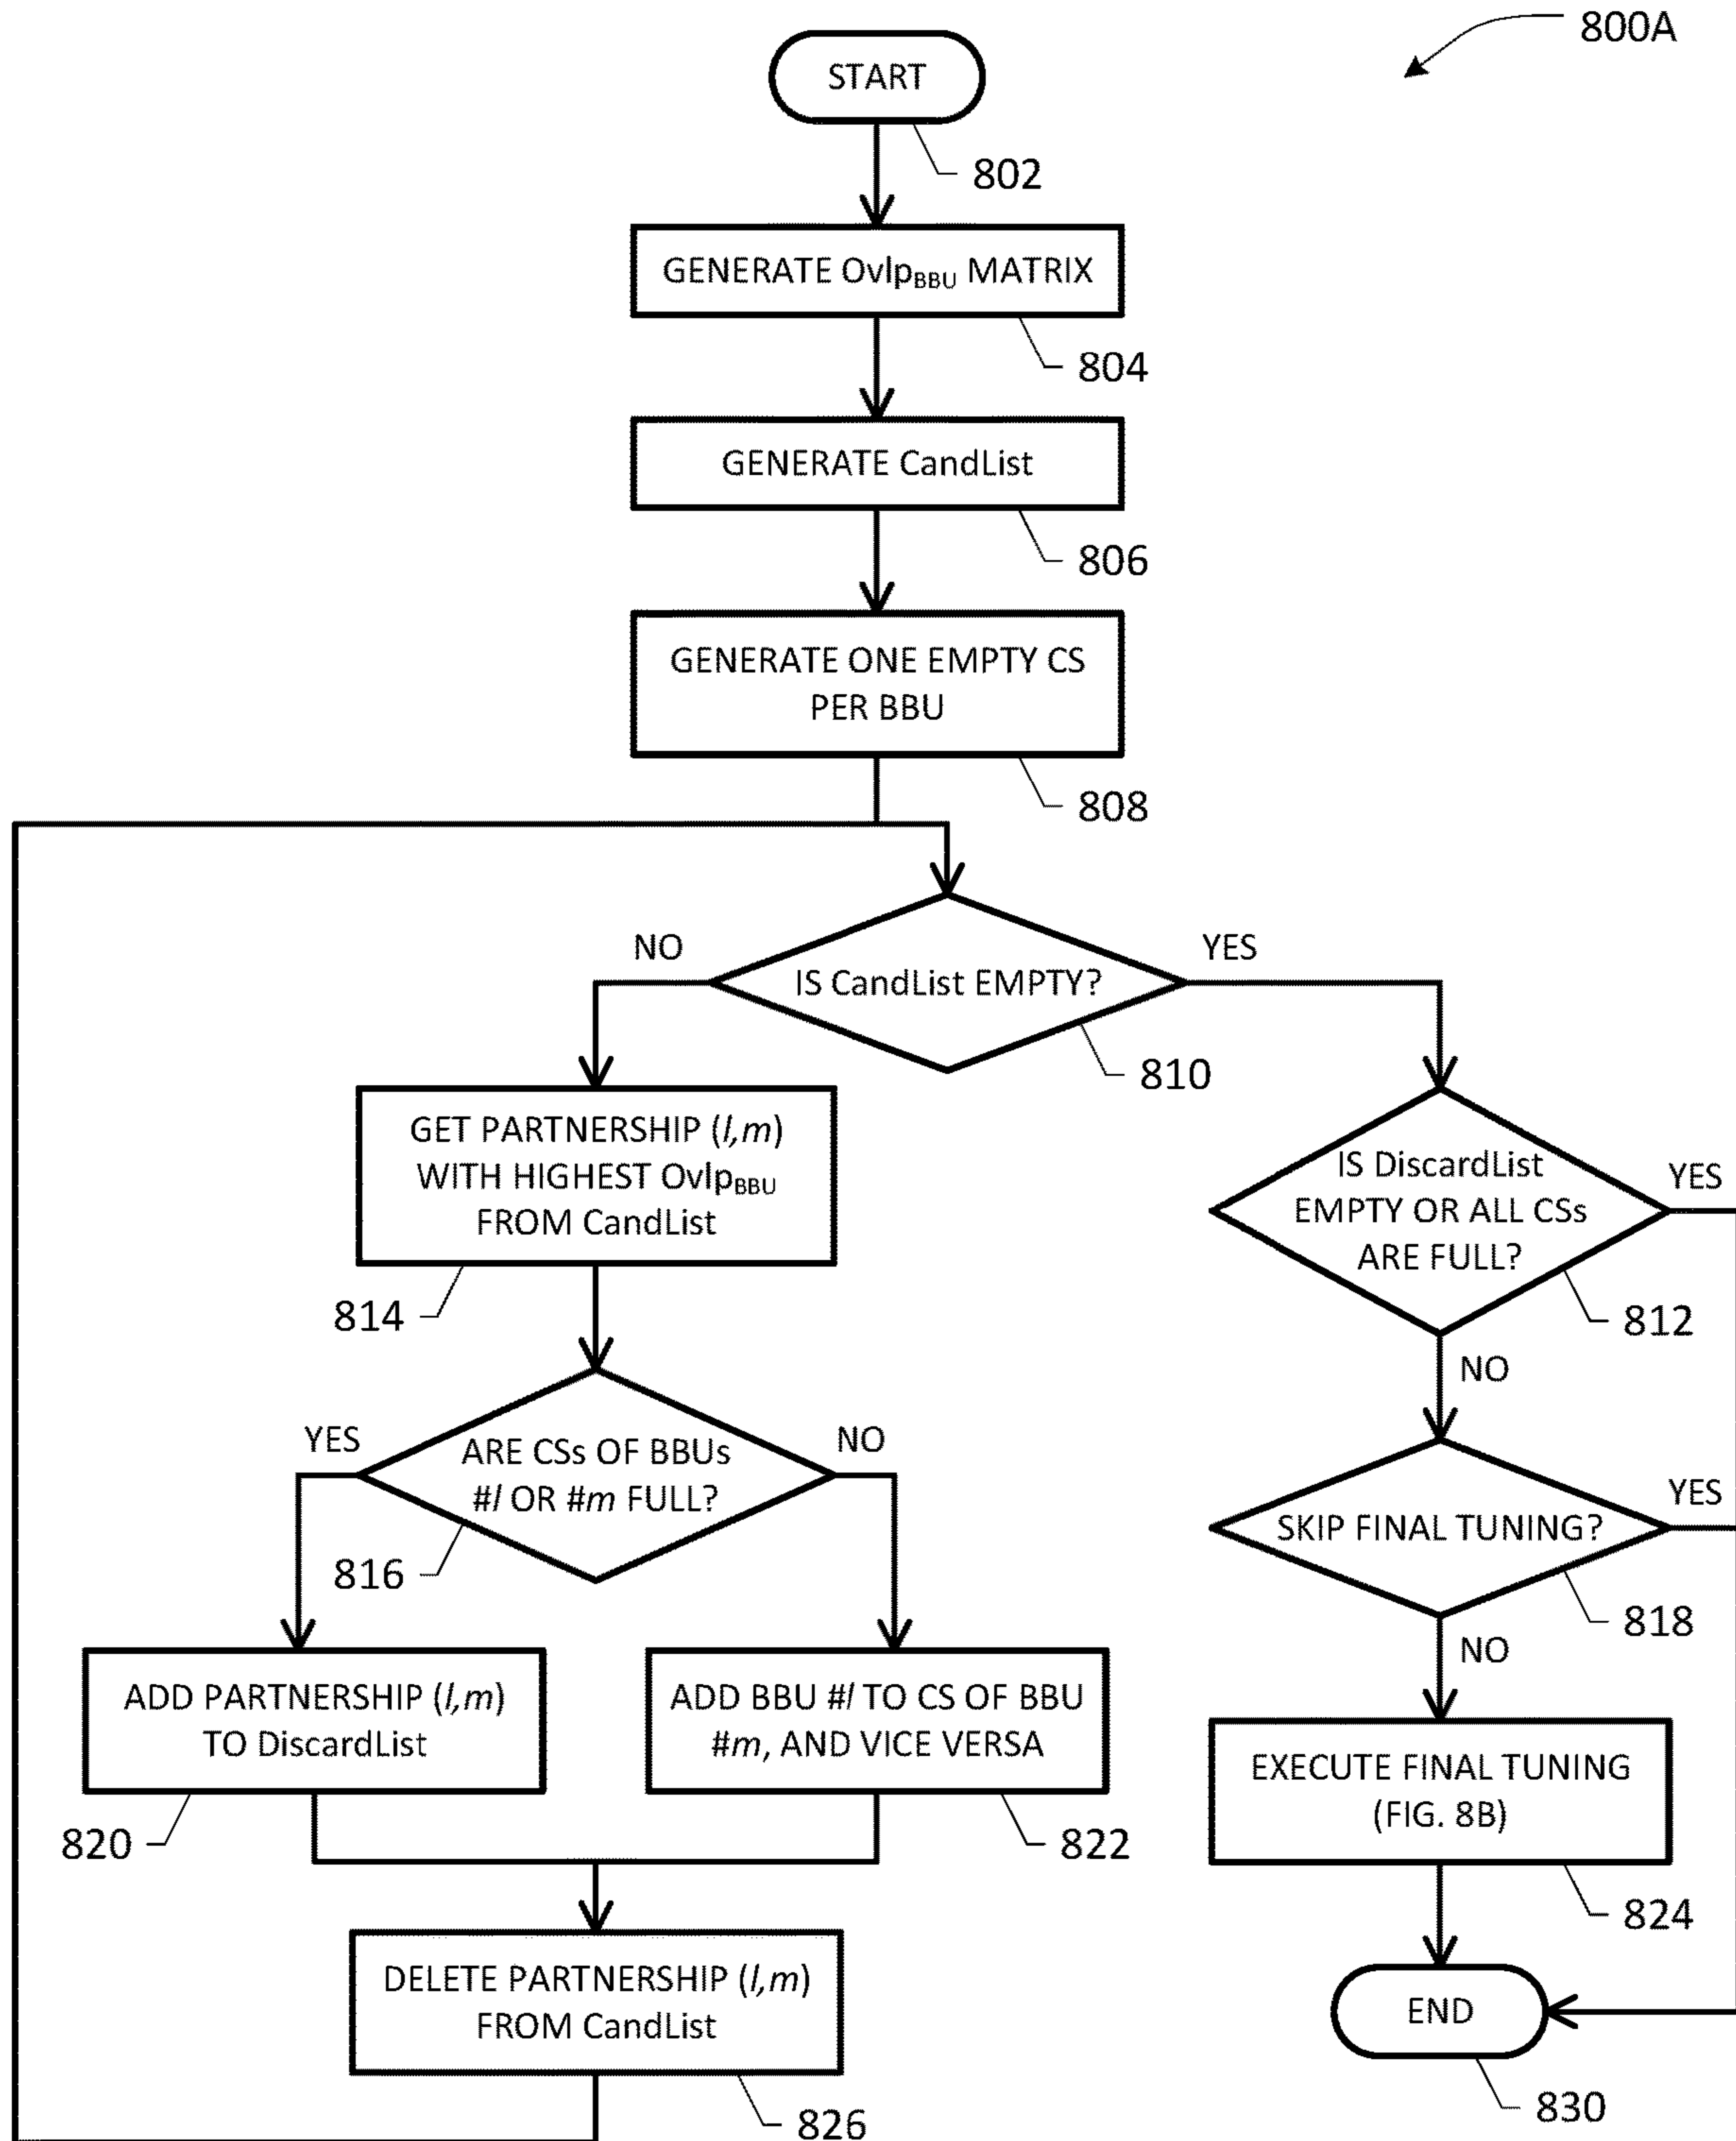 800A
START
802
GENERATE OvlpBBU MATRIX
804
GENERATE CandList
806
GENERATE ONE EMPTY CS
PER BBU
808
NO
YES
IS CandList EMPTY?
810
GET PARTNERSHIP (l,m)
WITH HIGHEST OvlpBBU
FROM CandList
814
IS DiscardList
EMPTY OR ALL CSs
ARE FULL?
YES
812
NO
YES
NO
ARE CSs OF BBUs
#l OR #m FULL?
816
SKIP FINAL TUNING?
YES
818
NO
ADD PARTNERSHIP (l,m)
TO DiscardList
820
ADD BBU #l TO CS OF BBU
#m, AND VICE VERSA
822
EXECUTE FINAL TUNING
(FIG. 8B)
824
DELETE PARTNERSHIP (l,m)
FROM CandList
826
END
830